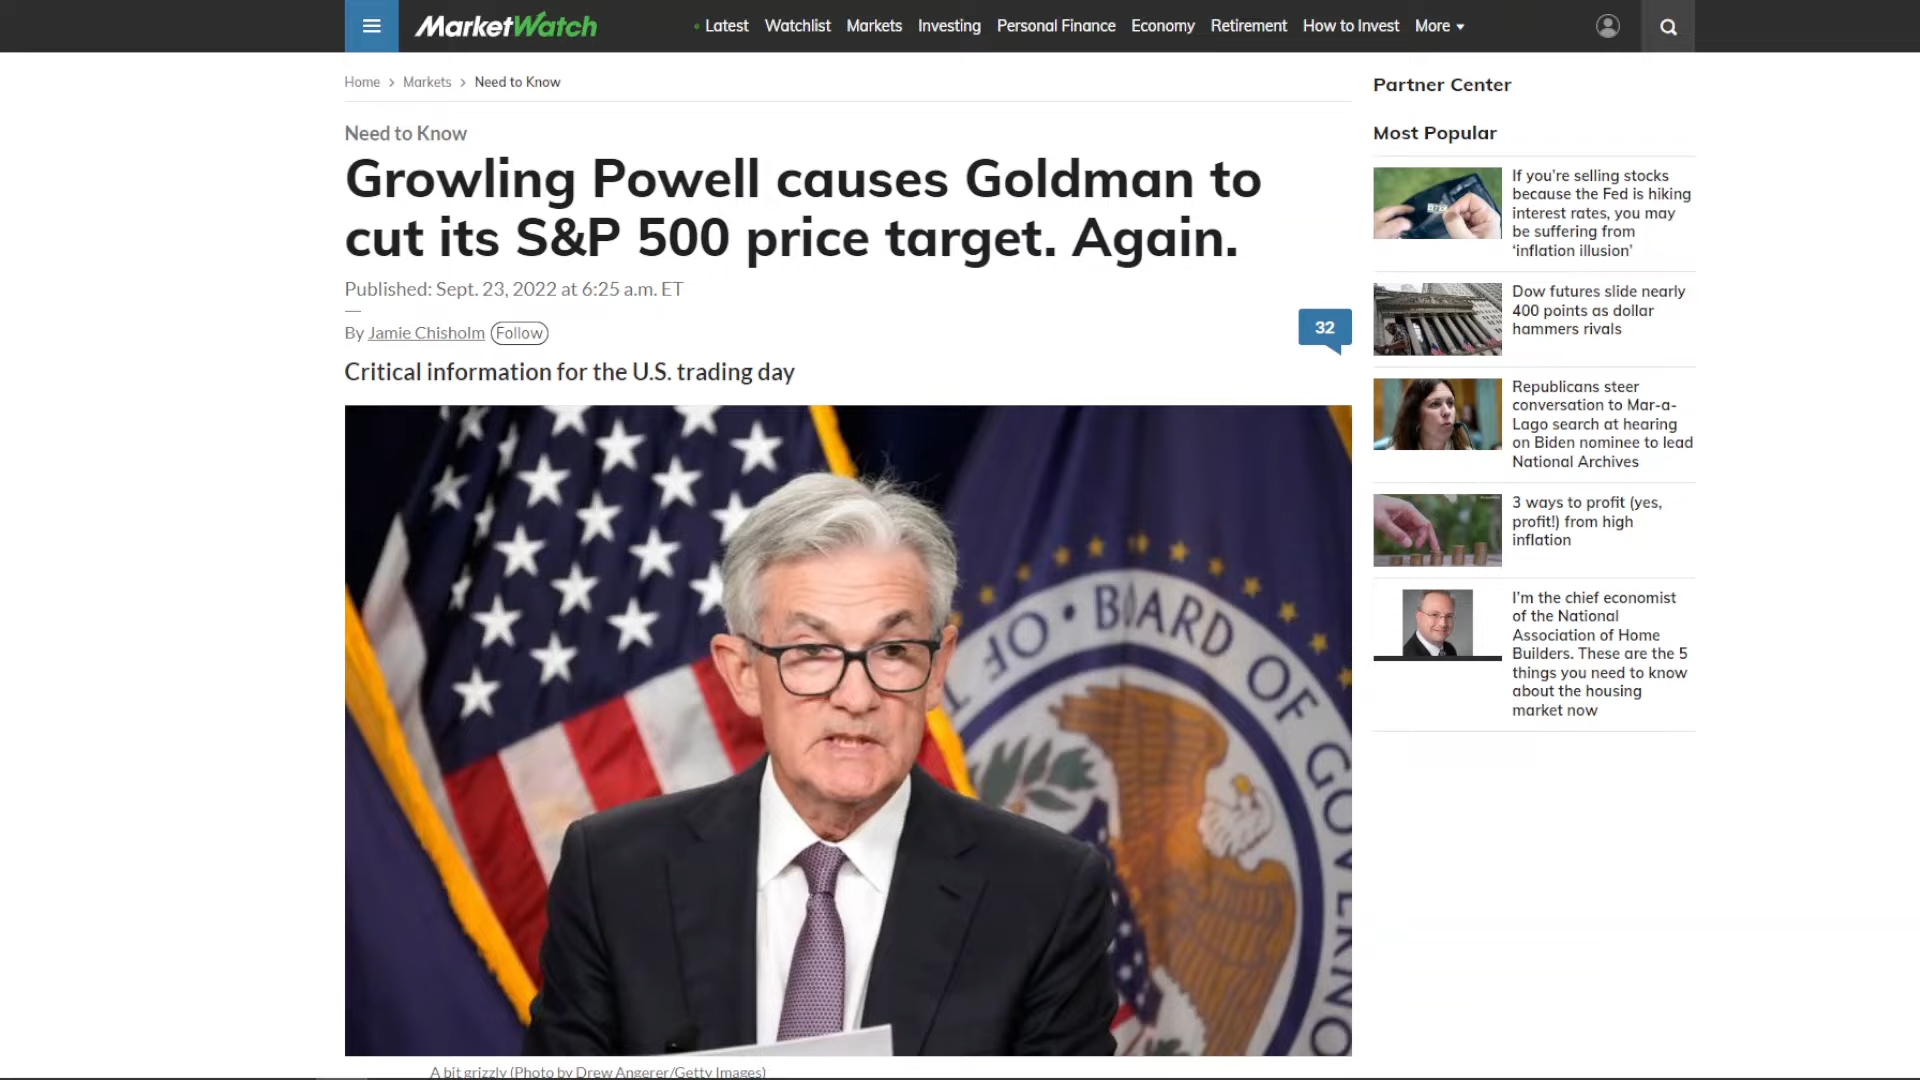 MarketWatch
Latest Watchlist Markets Investing Personal Finance Economy Retirement How to Invest More
Home > Markets > Need to Know
Need to Know
Growling Powell causes Goldman to
cut its S&P 500 price target. Again.
Published: Sept. 23, 2022 at 6:25 a.m. ET
By Jamie Chisholm Follow
32
Critical information for the U.S. trading day
BOARD OF GOVERNO
OF T
A bit grizzly (Photo by Drew Angerer/Getty Images)
Partner Center
Most Popular
If you're selling stocks
because the Fed is hiking
interest rates, you may
be suffering from
'inflation illusion'
Dow futures slide nearly
400 points as dollar
hammers rivals
Republicans steer
conversation to Mar-a-
Lago search at hearing
on Biden nominee to lead
National Archives
3 ways to profit (yes,
profit!) from high
inflation
I'm the chief economist
of the National
Association of Home
Builders. These are the 5
things you need to know
about the housing
market now